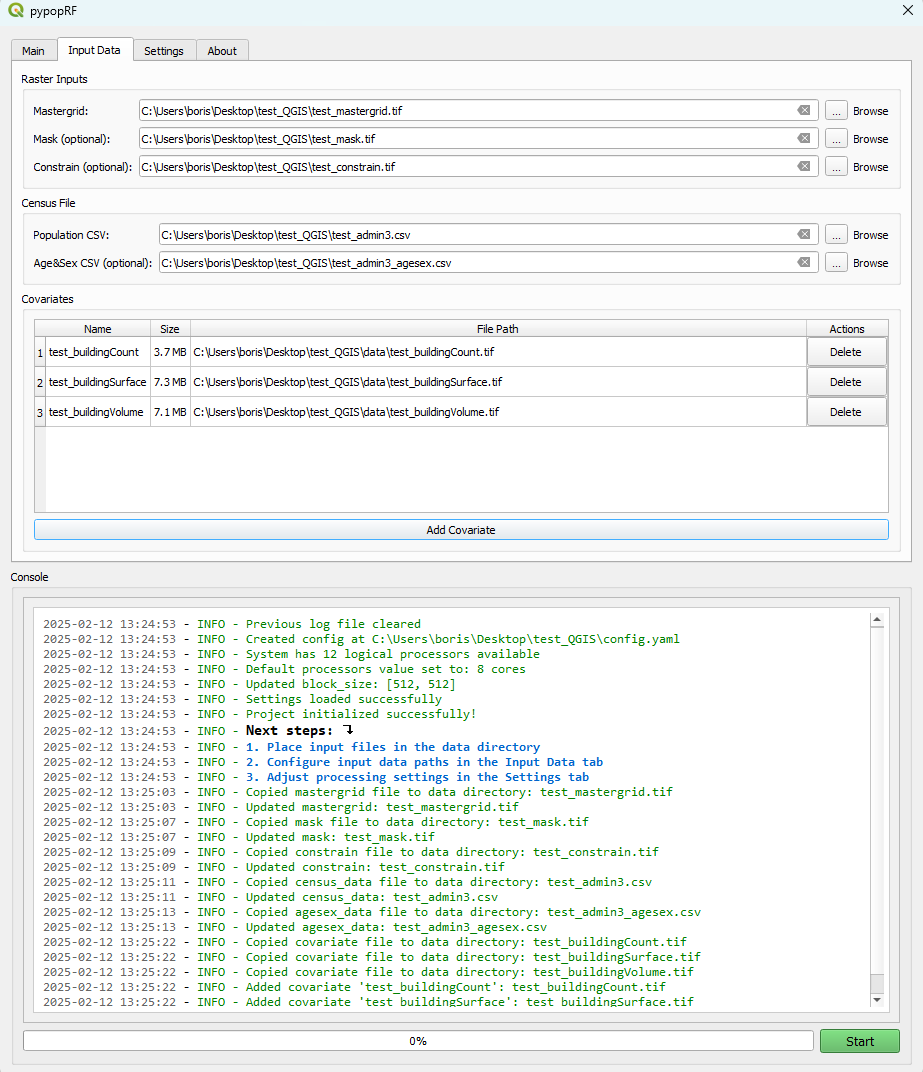 pypopRF
Main Input Data Settings About
Raster Inputs
Mastergrid: C:\Users\boris\Desktop\test_QGIS\test_mastergrid.tif ... Browse
Mask (optional): C:\Users\boris\Desktop\test_QGIS\test_mask.tif ... Browse
Constrain (optional): C:\Users\boris\Desktop\test_QGIS\test_constrain.tif ... Browse
Census File
Population CSV: C:\Users\boris\Desktop\test_QGIS\test_admin3.csv ... Browse
Age&Sex CSV (optional): C:\Users\boris\Desktop\test_QGIS\test_admin3_agesex.csv ... Browse
Covariates
Name Size File Path Actions
1 test_buildingCount 3.7 MB C:\Users\boris\Desktop\test_QGIS\data\test_buildingCount.tif Delete
2 test_buildingSurface 7.3 MB C:\Users\boris\Desktop\test_QGIS\data\test_buildingSurface.tif Delete
3 test_buildingVolume 7.1 MB C:\Users\boris\Desktop\test_QGIS\data\test_buildingVolume.tif Delete
Add Covariate
Console
2025-02-12 13:24:53 - INFO - Previous log file cleared
2025-02-12 13:24:53 - INFO - Created config at C:\Users\boris\Desktop\test_QGIS\config.yaml
2025-02-12 13:24:53 - INFO - System has 12 logical processors available
2025-02-12 13:24:53 - INFO - Default processors value set to: 8 cores
2025-02-12 13:24:53 - INFO - Updated block_size: [512, 512]
2025-02-12 13:24:53 - INFO - Settings loaded successfully
2025-02-12 13:24:53 - INFO - Project initialized successfully!
2025-02-12 13:24:53 - INFO - Next steps: ↴
2025-02-12 13:24:53 - INFO - 1. Place input files in the data directory
2025-02-12 13:24:53 - INFO - 2. Configure input data paths in the Input Data tab
2025-02-12 13:24:53 - INFO - 3. Adjust processing settings in the Settings tab
2025-02-12 13:25:03 - INFO - Copied mastergrid file to data directory: test_mastergrid.tif
2025-02-12 13:25:03 - INFO - Updated mastergrid: test_mastergrid.tif
2025-02-12 13:25:07 - INFO - Copied mask file to data directory: test_mask.tif
2025-02-12 13:25:07 - INFO - Updated mask: test_mask.tif
2025-02-12 13:25:09 - INFO - Copied constrain file to data directory: test_constrain.tif
2025-02-12 13:25:09 - INFO - Updated constrain: test_constrain.tif
2025-02-12 13:25:11 - INFO - Copied census_data file to data directory: test_admin3.csv
2025-02-12 13:25:11 - INFO - Updated census_data: test_admin3.csv
2025-02-12 13:25:13 - INFO - Copied agesex_data file to data directory: test_admin3_agesex.csv
2025-02-12 13:25:13 - INFO - Updated agesex_data: test_admin3_agesex.csv
2025-02-12 13:25:22 - INFO - Copied covariate file to data directory: test_buildingCount.tif
2025-02-12 13:25:22 - INFO - Copied covariate file to data directory: test_buildingSurface.tif
2025-02-12 13:25:22 - INFO - Copied covariate file to data directory: test_buildingVolume.tif
2025-02-12 13:25:22 - INFO - Added covariate 'test_buildingCount': test_buildingCount.tif
2025-02-12 13:25:22 - INFO - Added covariate 'test_buildingSurface': test_buildingSurface.tif
0% Start